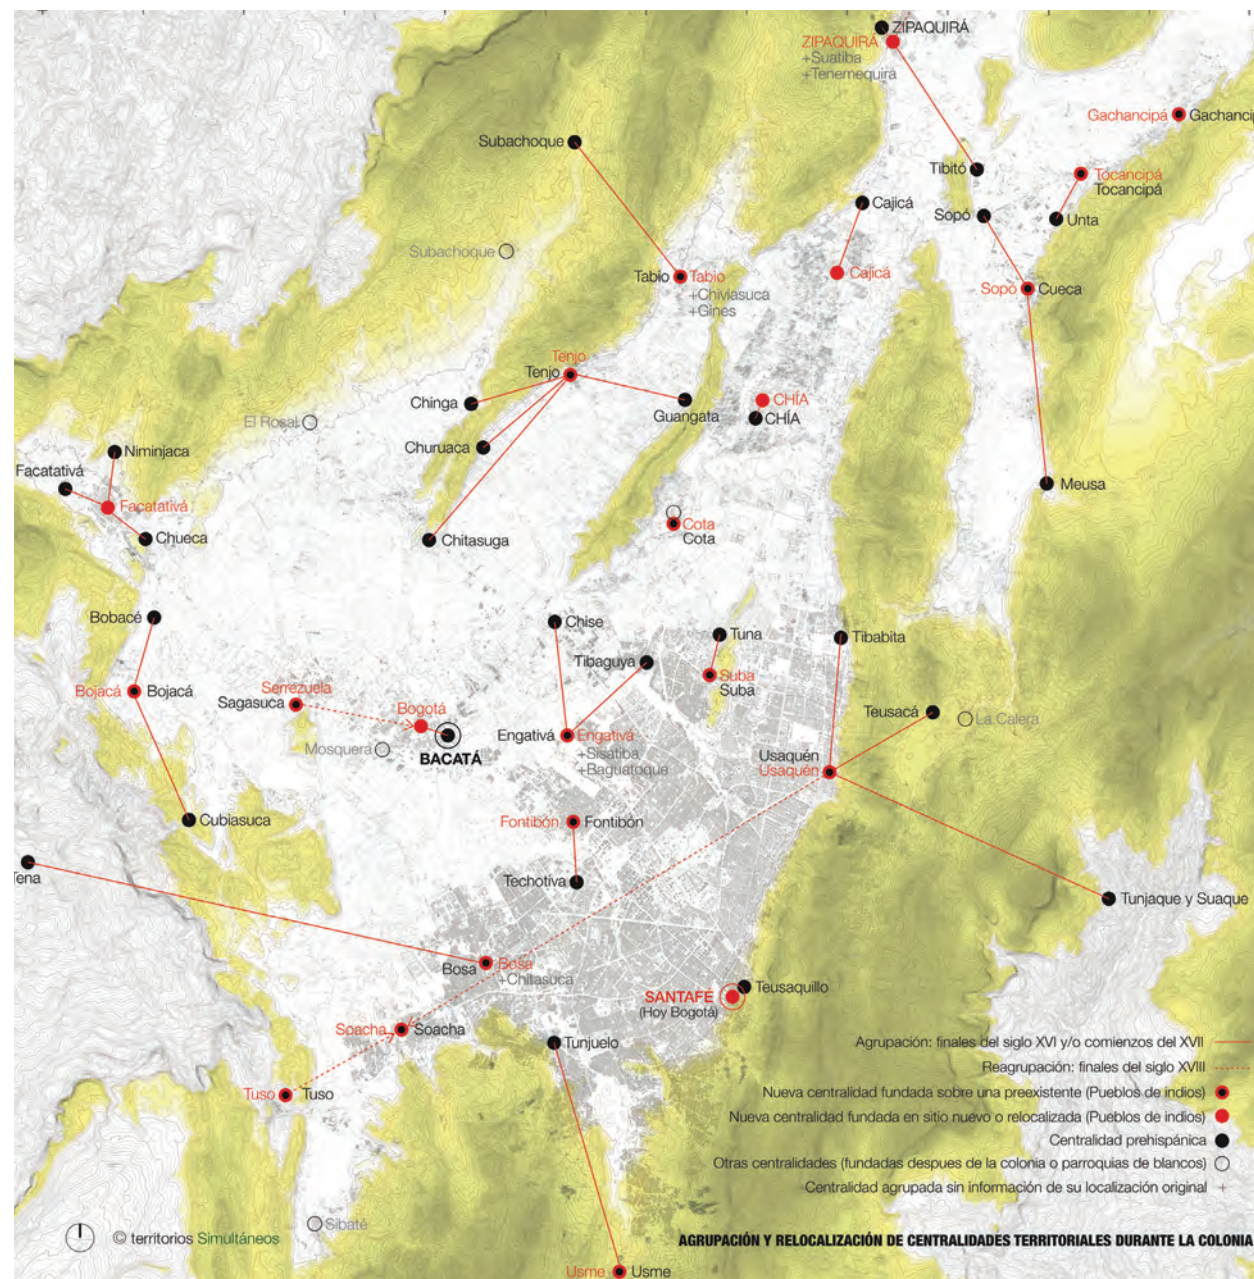 ZIPAQUIRÁ
ZIPAQUIRÁ
+Suatiba
+Tenemequira
Gachancipá
Gachancip
Subachoque
Tibitó
Tocancipá
Tocancipá
Cajicá
Sopó
Unta
Subachoque
Tabio
Tabio
+Chiviasuca
+Gines
Cajicá
Sopó
Cueca
Tenjo
Tenjo
Chinga
Guangata
CHÍA
CHÍA
El Rosal
Churuaca
Niminjaca
Facatativá
Facatativá
Meusa
Chueca
Chitasuga
Cota
Cota
Bobacé
Chise
Tuna
Tibabita
Tibaguya
Suba
Suba
Bojacá
Bojacá
Serrezuela
Sagasuca
Bogotá
Teusacá
La Calera
Mosquera
BACATÁ
Engativá
Engativá
+Sisatiba
+Baguatoque
Usaquén
Usaquén
Cubiasuca
Fontibón
Fontibón
Tena
Techotiva
Tunjaque y Suaque
Bosa
Bosa
+Chitasuca
SANTAFÉ
(Hoy Bogotá)
Teusaquillo
Soacha
Soacha
Tunjuelo
Tuso
Tuso
Agrupación: finales del siglo XVI y/o comienzos del XVII
Reagrupación: finales del siglo XVIII
Nueva centralidad fundada sobre una preexistente (Pueblos de indios)
Nueva centralidad fundada en sitio nuevo o relocalizada (Pueblos de indios)
Centralidad prehispánica
Otras centralidades (fundadas despues de la colonia o parroquias de blancos)
Centralidad agrupada sin información de su localización original +
Sibaté
© territorios Simultáneos
AGRUPACIÓN Y RELOCALIZACIÓN DE CENTRALIDADES TERRITORIALES DURANTE LA COLONIA
Usme
Usme